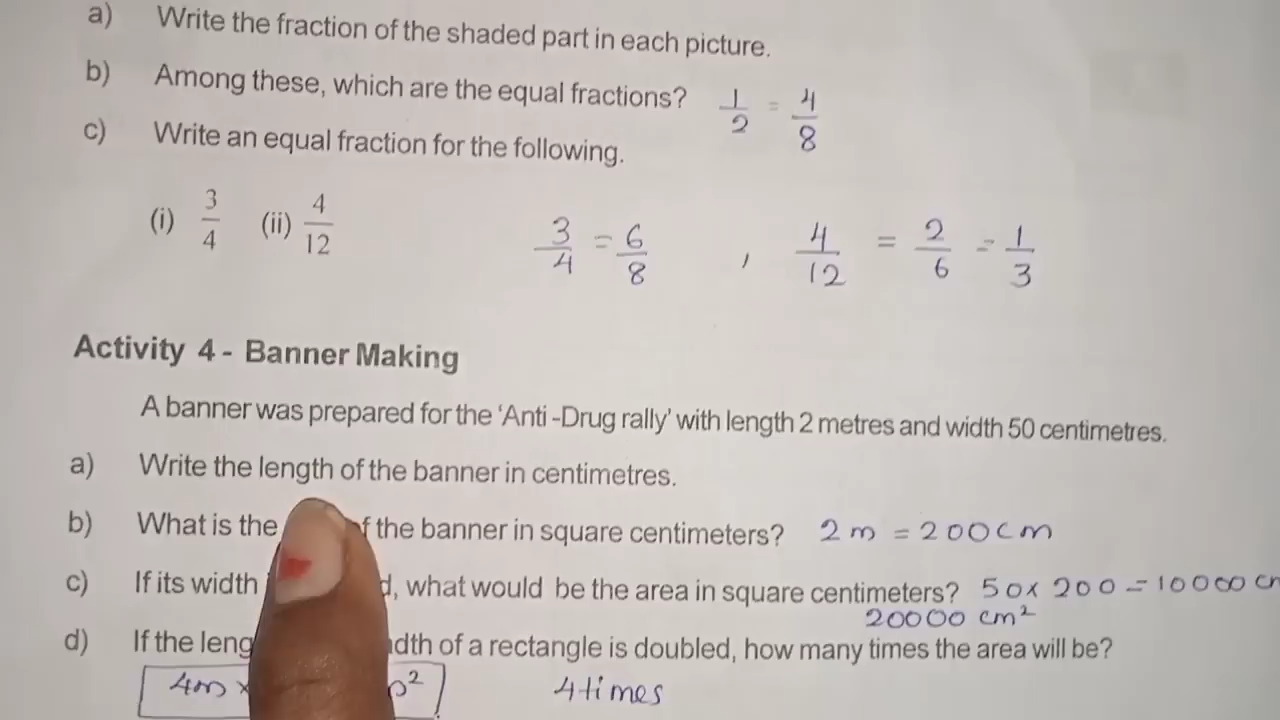 a) Write the fraction of the shaded part in each picture.
b) Among these, which are the equal fractions? 1/2 = 4/8
c) Write an equal fraction for the following.
(i) 3/4 (ii) 4/12 3/4 = 6/8 , 4/12 = 2/6 = 1/3
Activity 4 - Banner Making
A banner was prepared for the 'Anti -Drug rally' with length 2 metres and width 50 centimetres.
a) Write the length of the banner in centimetres.
b) What is the of the banner in square centimeters? 2 m = 200 cm
c) If its width , what would be the area in square centimeters? 50 x 200 = 10000 cm
20000 cm²
d) If the of a rectangle is doubled, how many times the area will be?
4m x 4 times